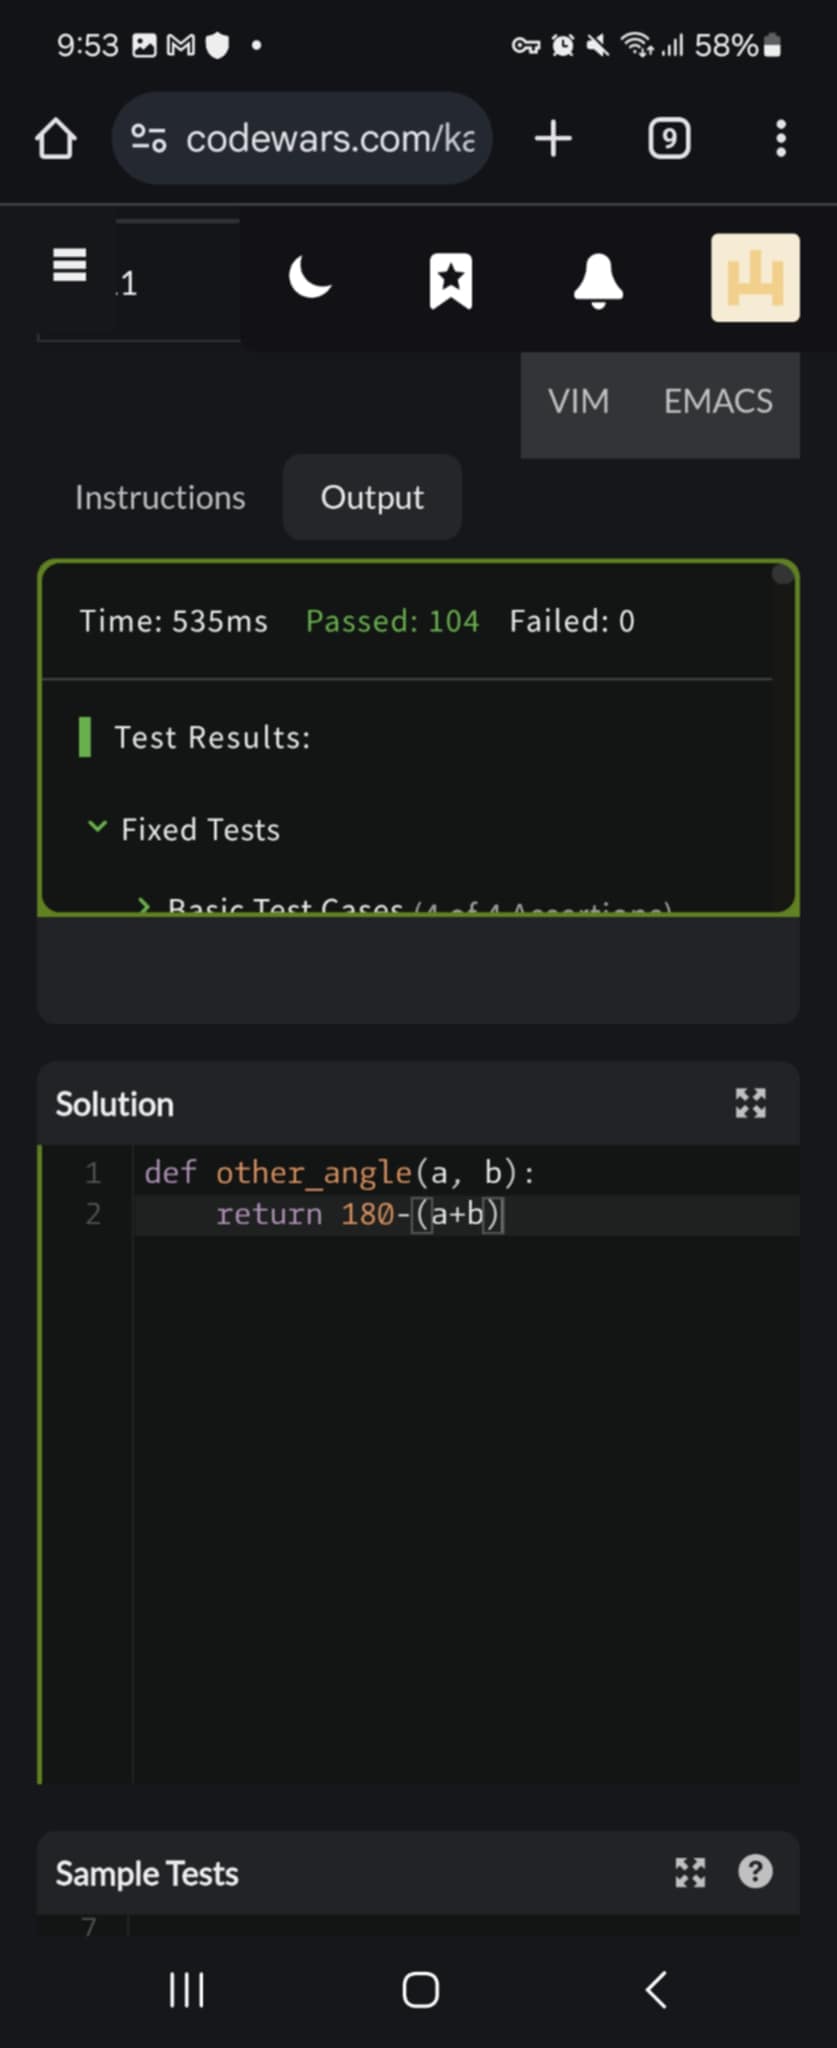 9:53 58%
codewars.com/ka 9
.1
VIM EMACS
Instructions Output
Time: 535ms Passed: 104 Failed: 0
Test Results:
Fixed Tests
Basic Test Cases (4 of 4 Assertions)
Solution
1 def other_angle(a, b):
2 return 180-(a+b)
Sample Tests
7